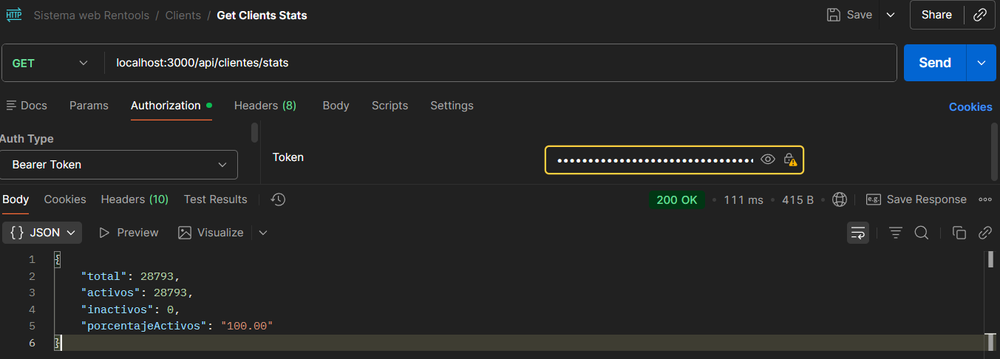 HTTP Sistema web Rentools / Clients / Get Clients Stats Save Share
GET localhost:3000/api/clientes/stats Send
Docs Params Authorization Headers (8) Body Scripts Settings Cookies
Auth Type
Bearer Token
Token ••••••••••••••••••••••••••••••••
Body Cookies Headers (10) Test Results 200 OK • 111 ms • 415 B • e.g. Save Response
{} JSON Preview Visualize
1 {
2 "total": 28793,
3 "activos": 28793,
4 "inactivos": 0,
5 "porcentajeActivos": "100.00"
6 }